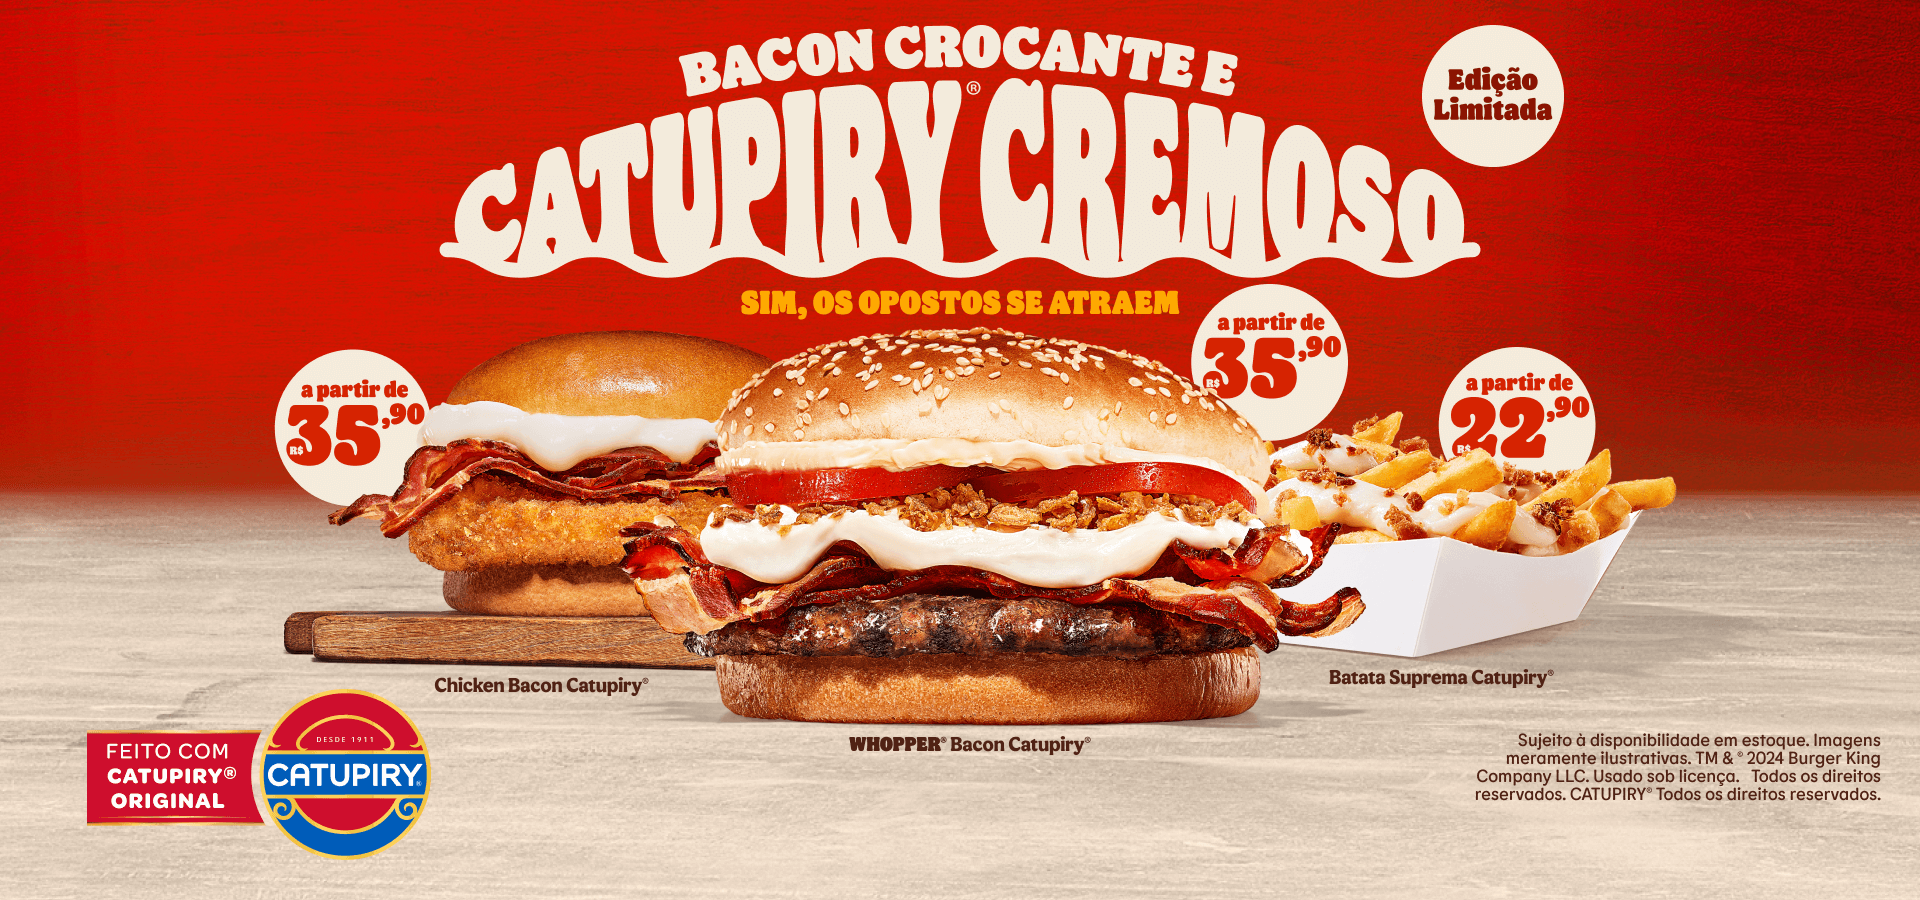 BACON CROCANTE E
CATUPIRY® CREMOSO
Edição
Limitada
SIM, OS OPOSTOS SE ATRAEM
a partir de
R$ 35,90
a partir de
R$ 35,90
a partir de
R$ 22,90
Chicken Bacon Catupiry®
WHOPPER® Bacon Catupiry®
Batata Suprema Catupiry®
FEITO COM
CATUPIRY®
ORIGINAL
DESDE 1911
CATUPIRY®
Sujeito à disponibilidade em estoque. Imagens
meramente ilustrativas. TM & ® 2024 Burger King
Company LLC. Usado sob licença. Todos os direitos
reservados. CATUPIRY® Todos os direitos reservados.